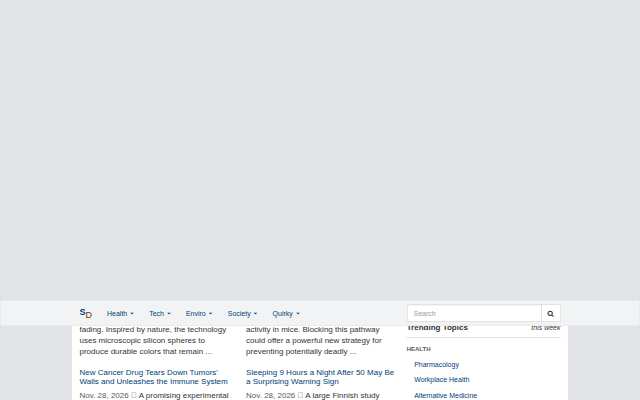 SD Health Tech Enviro Society Quirky Search
fading. Inspired by nature, the technology
uses microscopic silicon spheres to
produce durable colors that remain ...
New Cancer Drug Tears Down Tumors'
Walls and Unleashes the Immune System
Nov. 28, 2026 A promising experimental
activity in mice. Blocking this pathway
could offer a powerful new strategy for
preventing potentially deadly ...
Sleeping 9 Hours a Night After 50 May Be
a Surprising Warning Sign
Nov. 28, 2026 A large Finnish study
Trending Topics this week
HEALTH
Pharmacology
Workplace Health
Alternative Medicine